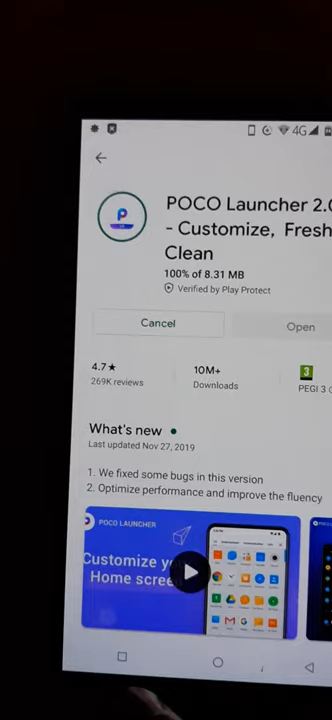 4G
POCO Launcher 2.
- Customize, Fresh
Clean
100% of 8.31 MB
Verified by Play Protect
Cancel
Open
4.7★
10M+
3
269K reviews
Downloads
PEGI 3
What's new
Last updated Nov 27, 2019
1. We fixed some bugs in this version
2. Optimize performance and improve the fluency
POCO LAUNCHER
Customize y
Home scree